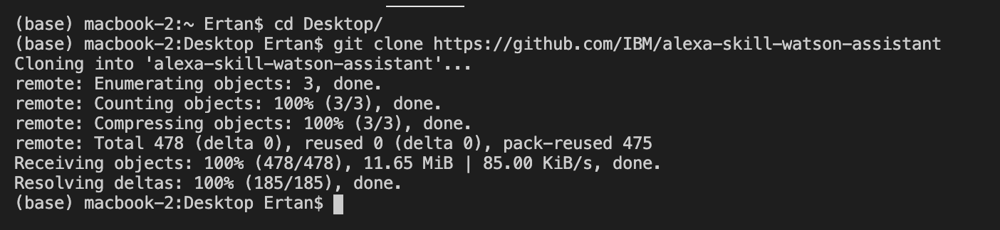 (base) macbook-2:~ Ertan$ cd Desktop/
(base) macbook-2:Desktop Ertan$ git clone https://github.com/IBM/alexa-skill-watson-assistant
Cloning into 'alexa-skill-watson-assistant'...
remote: Enumerating objects: 3, done.
remote: Counting objects: 100% (3/3), done.
remote: Compressing objects: 100% (3/3), done.
remote: Total 478 (delta 0), reused 0 (delta 0), pack-reused 475
Receiving objects: 100% (478/478), 11.65 MiB | 85.00 KiB/s, done.
Resolving deltas: 100% (185/185), done.
(base) macbook-2:Desktop Ertan$